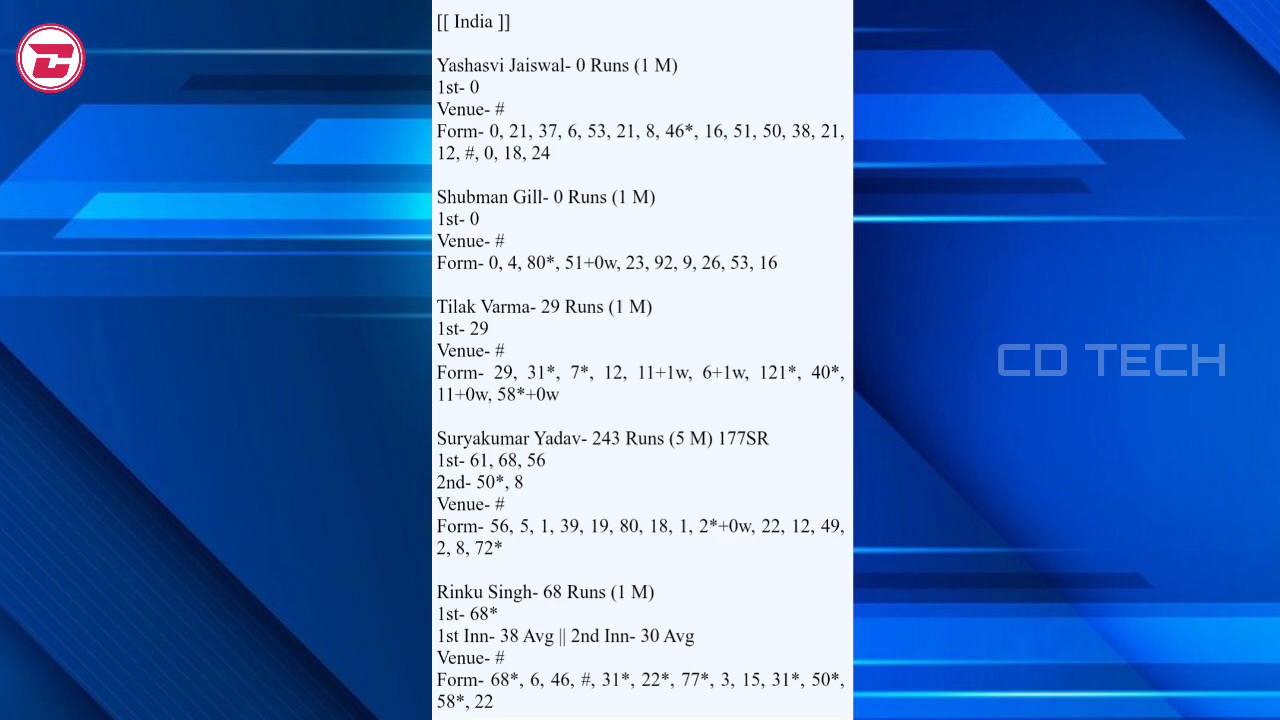 [[ India ]]
Yashasvi Jaiswal- 0 Runs (1 M)
1st- 0
Venue- #
Form- 0, 21, 37, 6, 53, 21, 8, 46*, 16, 51, 50, 38, 21,
12, #, 0, 18, 24
Shubman Gill- 0 Runs (1 M)
1st- 0
Venue- #
Form- 0, 4, 80*, 51+0w, 23, 92, 9, 26, 53, 16
Tilak Varma- 29 Runs (1 M)
1st- 29
Venue- #
Form- 29, 31*, 7*, 12, 11+1w, 6+1w, 121*, 40*,
11+0w, 58*+0w
Suryakumar Yadav- 243 Runs (5 M) 177SR
1st- 61, 68, 56
2nd- 50*, 8
Venue- #
Form- 56, 5, 1, 39, 19, 80, 18, 1, 2*+0w, 22, 12, 49,
2, 8, 72*
Rinku Singh- 68 Runs (1 M)
1st- 68*
1st Inn- 38 Avg || 2nd Inn- 30 Avg
Venue- #
Form- 68*, 6, 46, #, 31*, 22*, 77*, 3, 15, 31*, 50*,
58*, 22
CD TECH